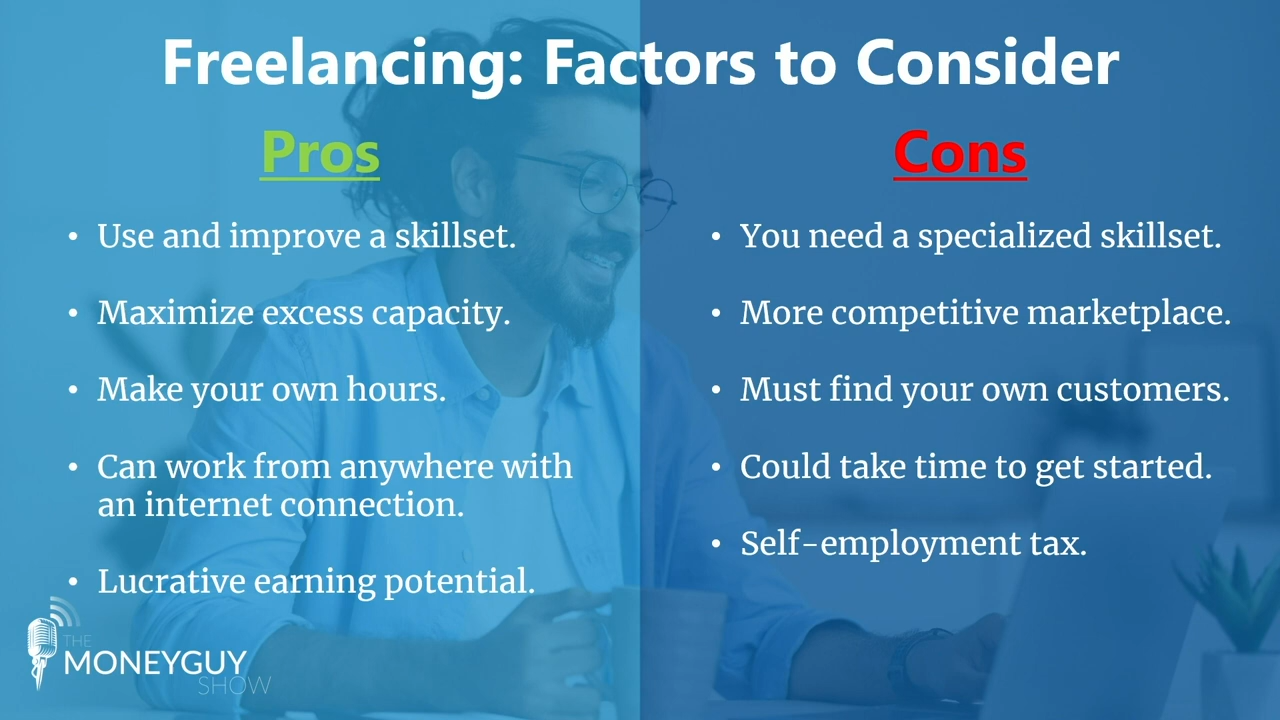 Freelancing: Factors to Consider
Pros
• Use and improve a skillset.
• Maximize excess capacity.
• Make your own hours.
• Can work from anywhere with
an internet connection.
• Lucrative earning potential.
Cons
• You need a specialized skillset.
• More competitive marketplace.
• Must find your own customers.
• Could take time to get started.
• Self-employment tax.
THE
MONEYGUY
SHOW